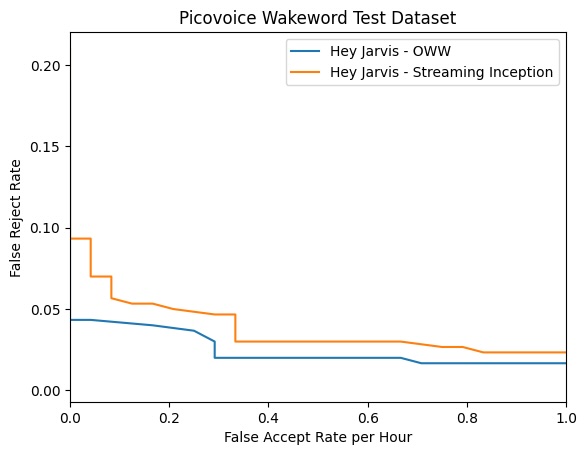 Picovoice Wakeword Test Dataset
Hey Jarvis - OWW
Hey Jarvis - Streaming Inception
0.20
0.15
0.10
0.05
0.00
False Reject Rate
0.0 0.2 0.4 0.6 0.8 1.0
False Accept Rate per Hour